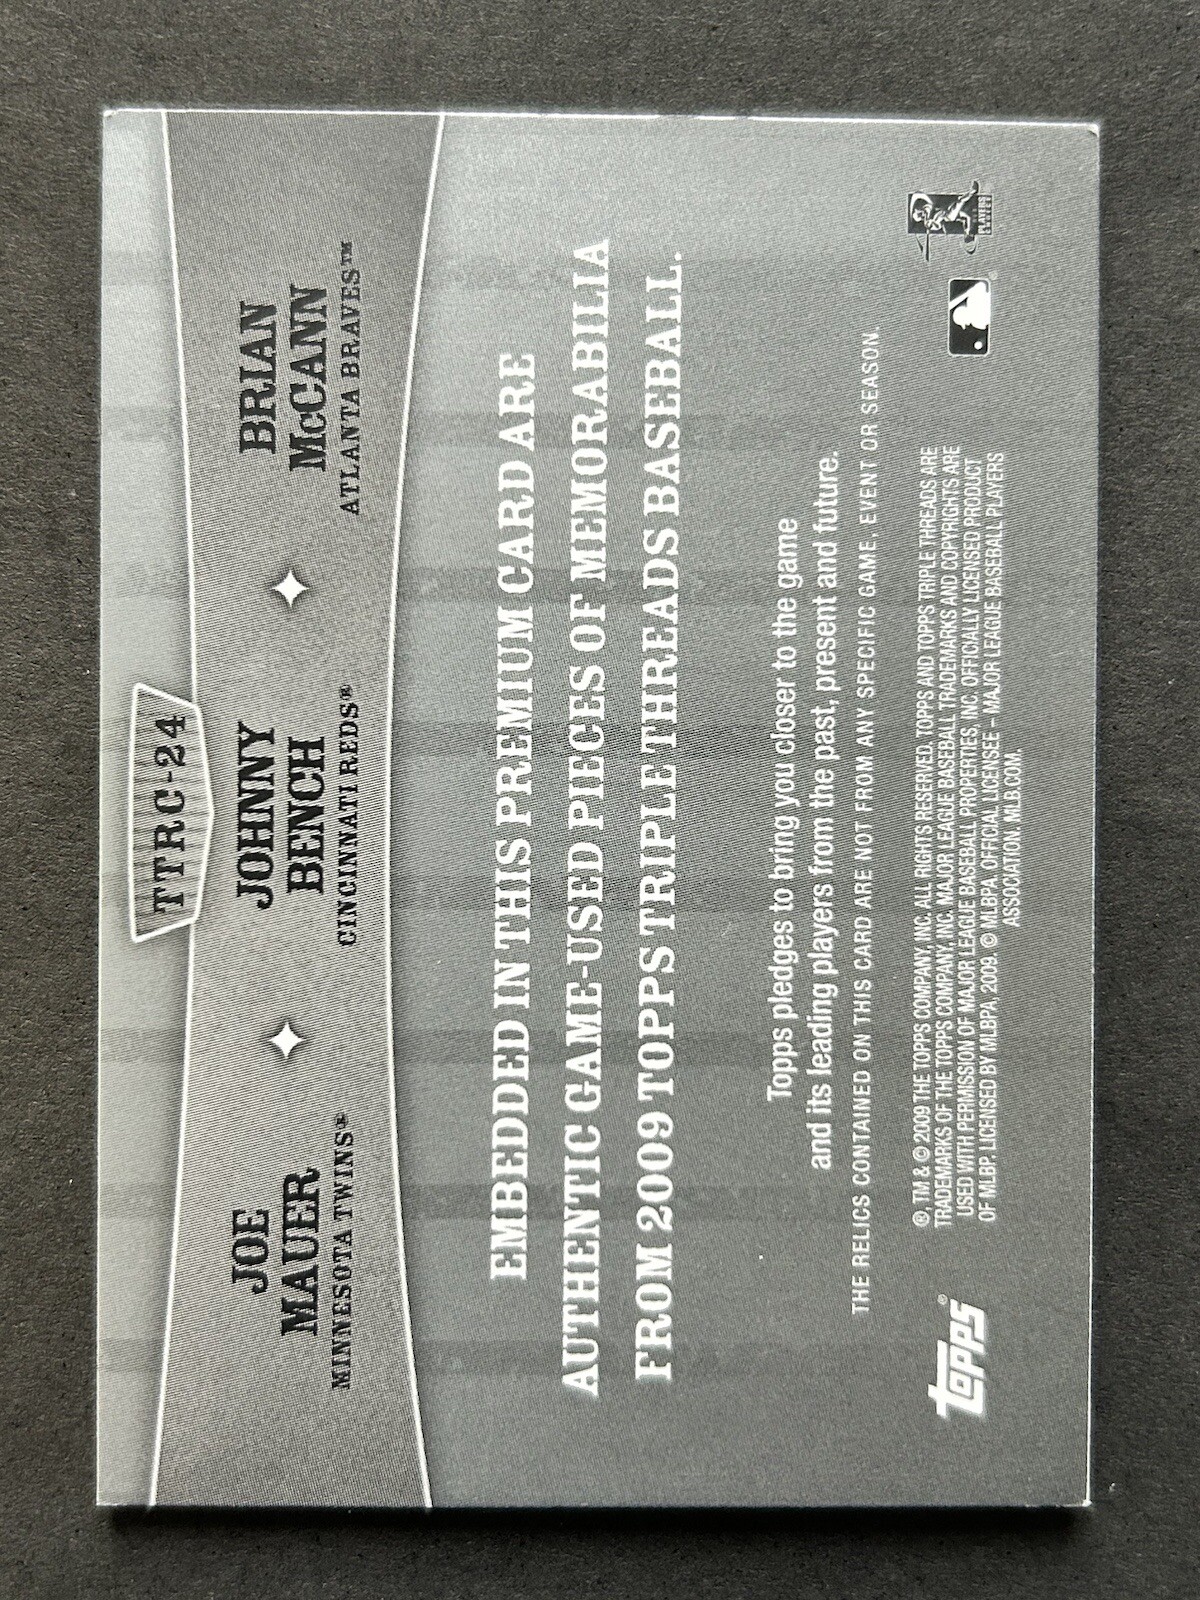 TTRC-24
JOE
MAUER
MINNESOTA TWINS®
JOHNNY
BENCH
CINCINNATI REDS®
BRIAN
McCANN
ATLANTA BRAVES™
EMBEDDED IN THIS PREMIUM CARD ARE
AUTHENTIC GAME-USED PIECES OF MEMORABILIA
FROM 2009 TOPPS TRIPLE THREADS BASEBALL.
Topps pledges to bring you closer to the game
and its leading players from the past, present and future.
THE RELICS CONTAINED ON THIS CARD ARE NOT FROM ANY SPECIFIC GAME, EVENT OR SEASON.
topps®
®, TM & © 2009 THE TOPPS COMPANY, INC. ALL RIGHTS RESERVED. TOPPS AND TOPPS TRIPLE THREADS ARE
TRADEMARKS OF THE TOPPS COMPANY, INC. MAJOR LEAGUE BASEBALL TRADEMARKS AND COPYRIGHTS ARE
USED WITH PERMISSION OF MAJOR LEAGUE BASEBALL PROPERTIES, INC. OFFICIALLY LICENSED PRODUCT
OF MLBP. LICENSED BY MLBPA, 2009. © MLBPA. OFFICIAL LICENSEE – MAJOR LEAGUE BASEBALL PLAYERS
ASSOCIATION. MLB.COM.
PLAYERS
CHOICE